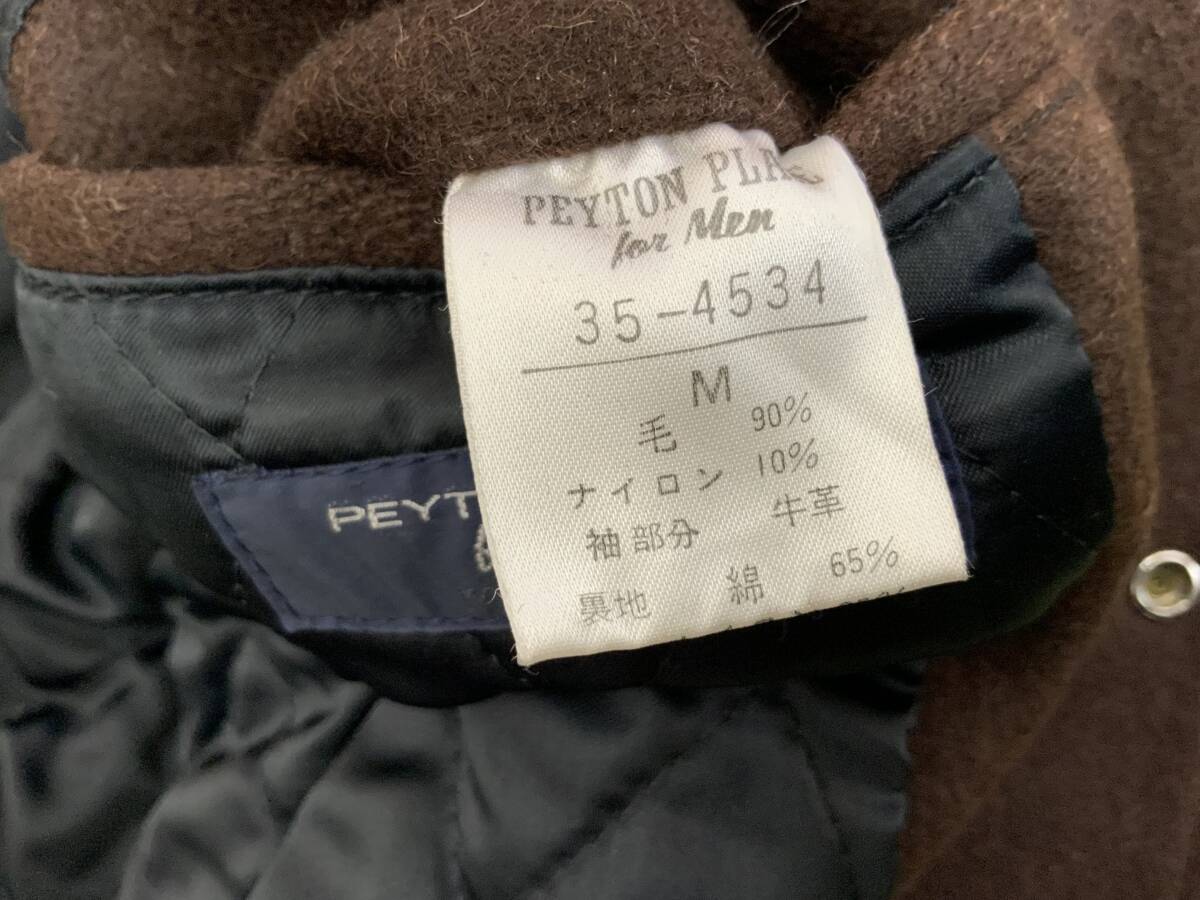 PEYTON PLAC
for Men
35-4534
M
毛 90%
ナイロン 10%
袖部分 牛革
裏地 綿 65%
PEYT